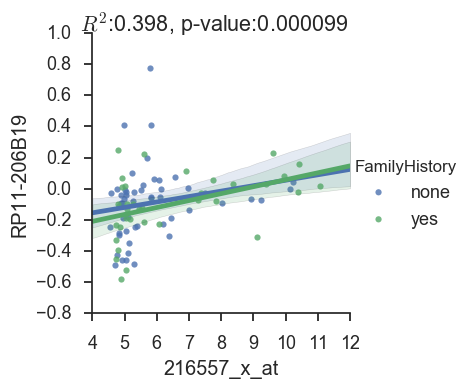 R²:0.398, p-value:0.000099
1.0
0.8
0.6
0.4
0.2
0.0
−0.2
−0.4
−0.6
−0.8
RP11-206B19
4 5 6 7 8 9 10 11 12
216557_x_at
FamilyHistory
none
yes